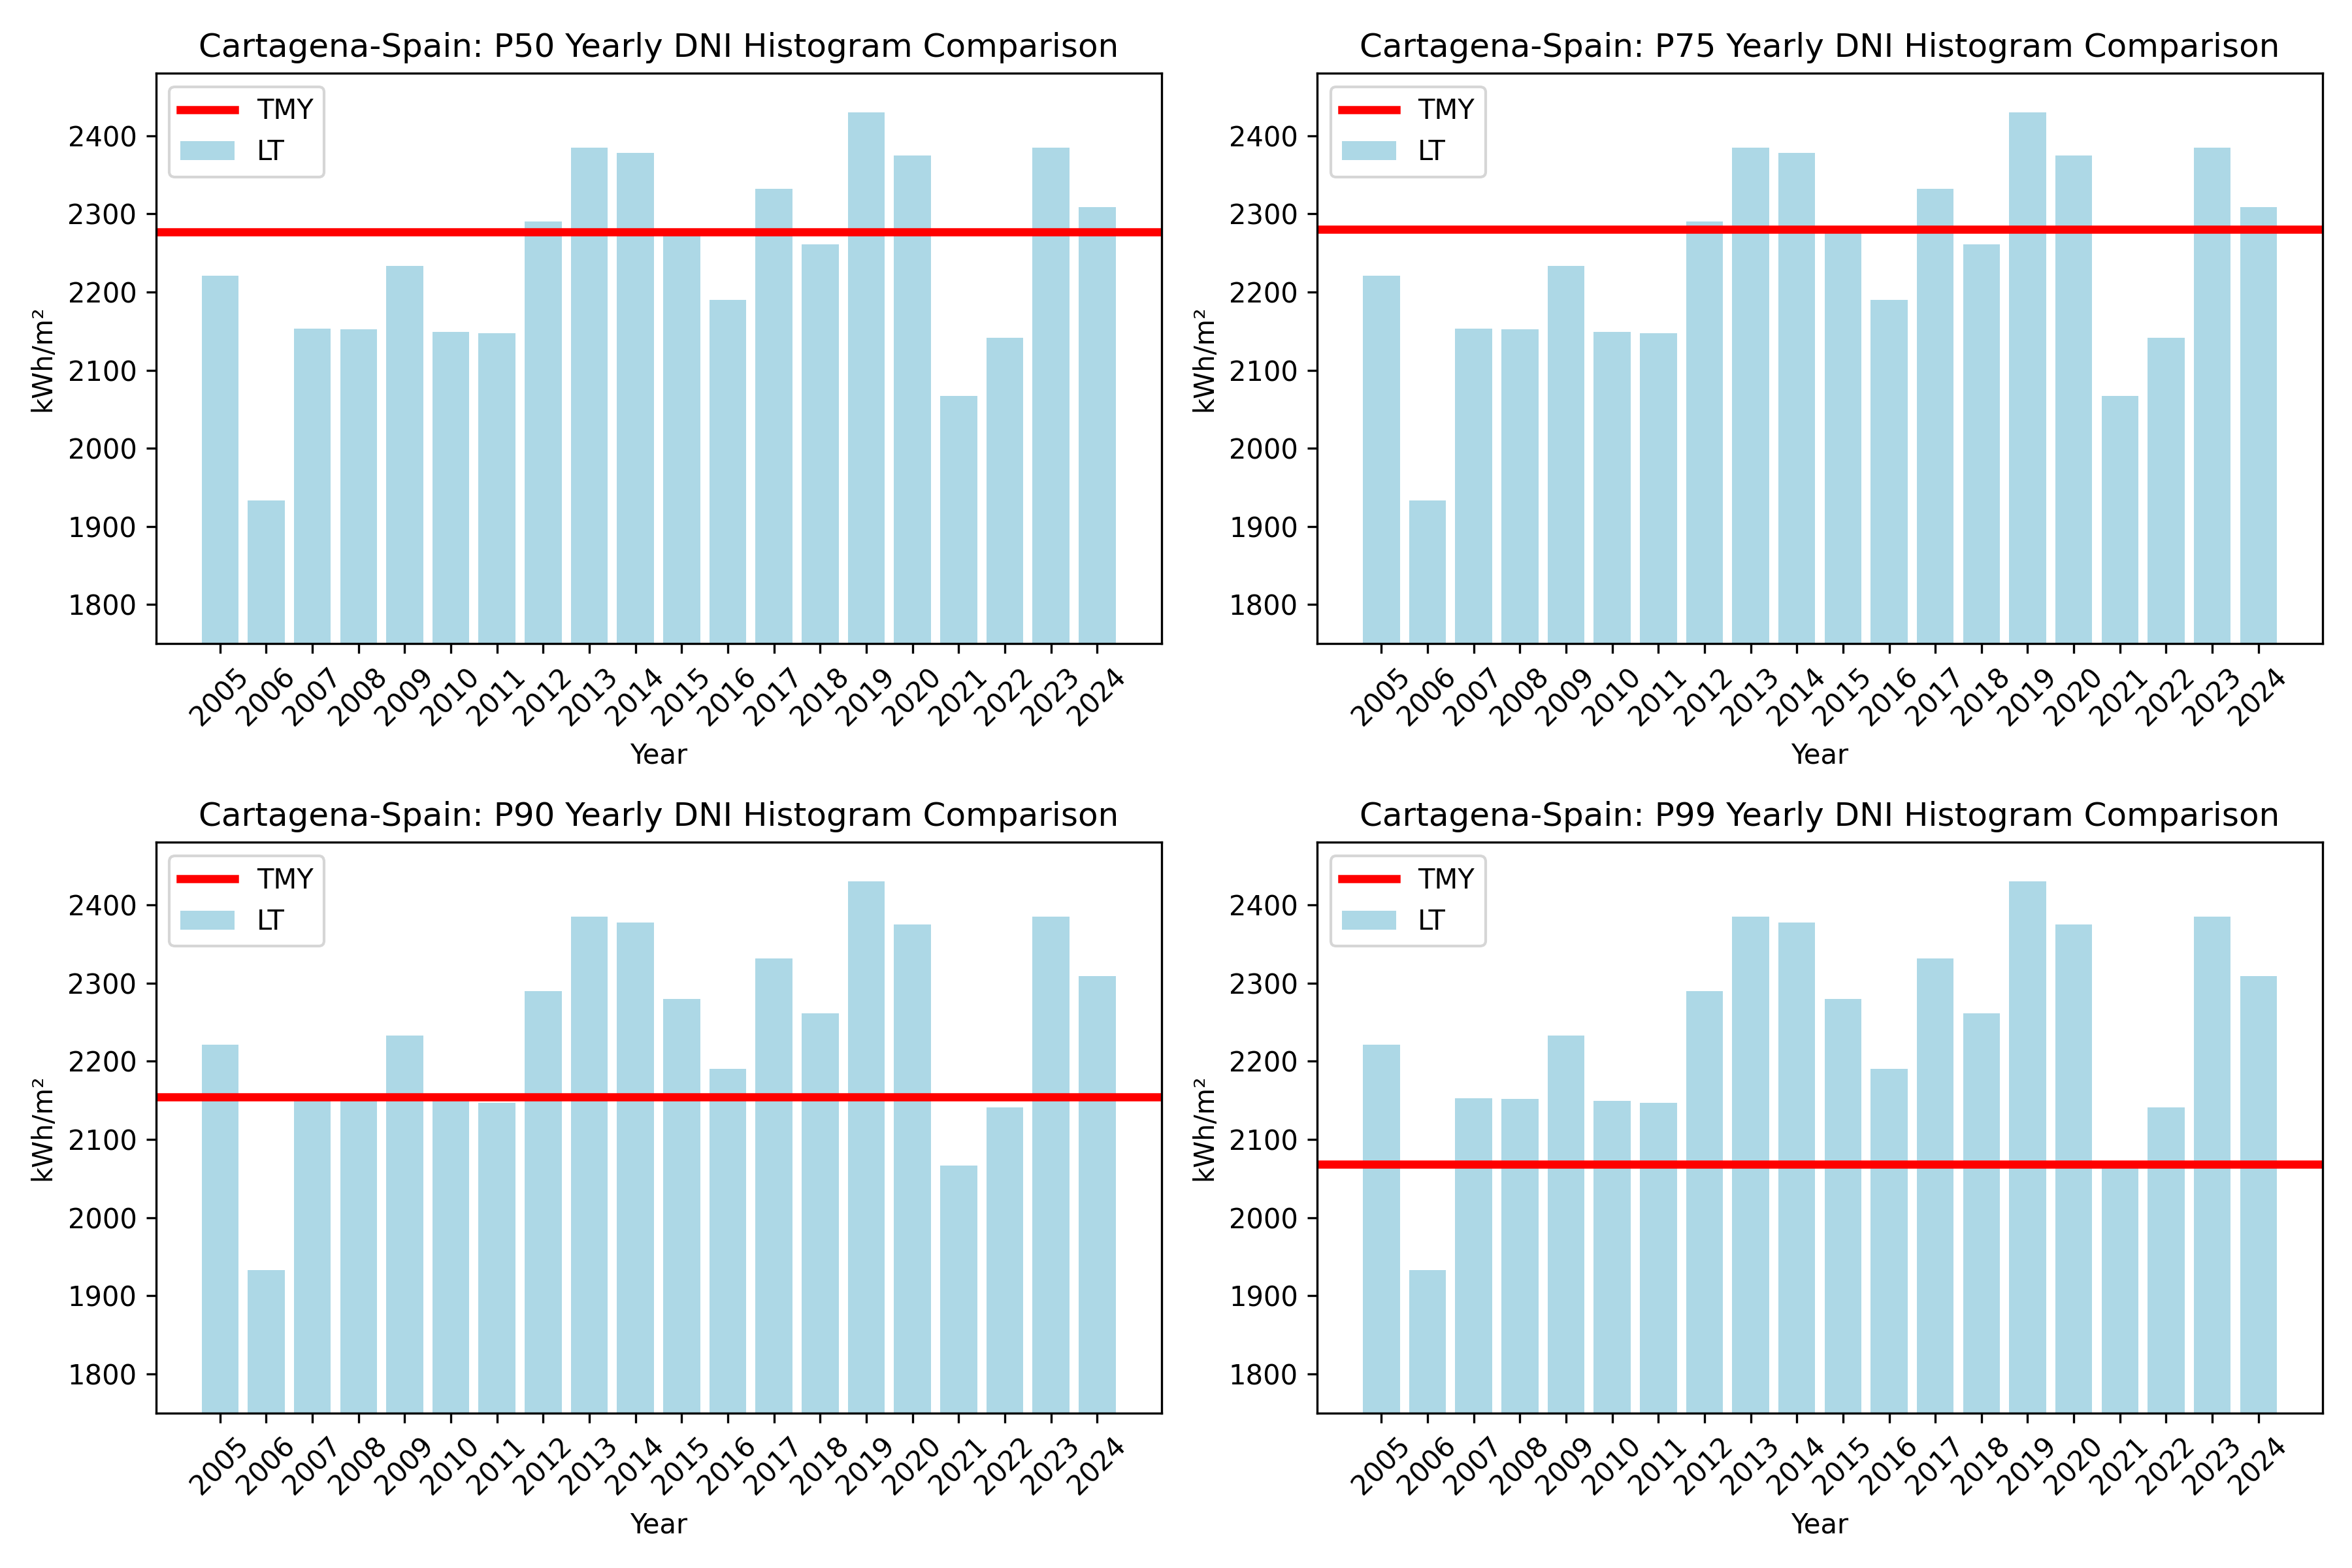 Cartagena-Spain: P50 Yearly DNI Histogram Comparison
TMY
LT
2400
2300
2200
2100
2000
1900
1800
kWh/m²
2005 2006 2007 2008 2009 2010 2011 2012 2013 2014 2015 2016 2017 2018 2019 2020 2021 2022 2023 2024
Year
Cartagena-Spain: P75 Yearly DNI Histogram Comparison
TMY
LT
2400
2300
2200
2100
2000
1900
1800
kWh/m²
2005 2006 2007 2008 2009 2010 2011 2012 2013 2014 2015 2016 2017 2018 2019 2020 2021 2022 2023 2024
Year
Cartagena-Spain: P90 Yearly DNI Histogram Comparison
TMY
LT
2400
2300
2200
2100
2000
1900
1800
kWh/m²
2005 2006 2007 2008 2009 2010 2011 2012 2013 2014 2015 2016 2017 2018 2019 2020 2021 2022 2023 2024
Year
Cartagena-Spain: P99 Yearly DNI Histogram Comparison
TMY
LT
2400
2300
2200
2100
2000
1900
1800
kWh/m²
2005 2006 2007 2008 2009 2010 2011 2012 2013 2014 2015 2016 2017 2018 2019 2020 2021 2022 2023 2024
Year